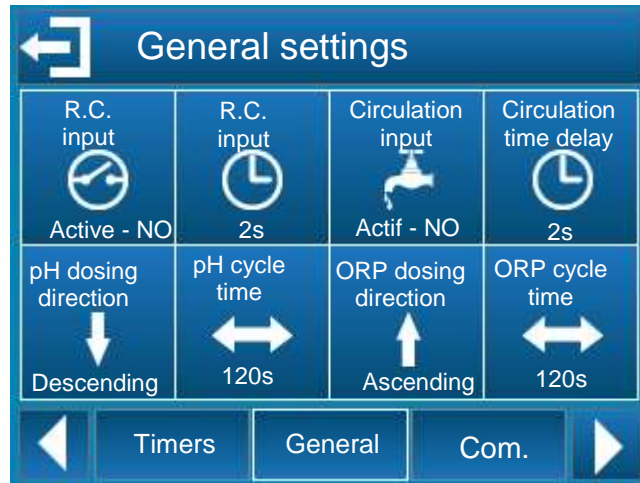 General settings
R.C.
input
Active - NO
R.C.
input
2s
Circulation
input
Actif - NO
Circulation
time delay
2s
pH dosing
direction
Descending
pH cycle
time
120s
ORP dosing
direction
Ascending
ORP cycle
time
120s
Timers
General
Com.